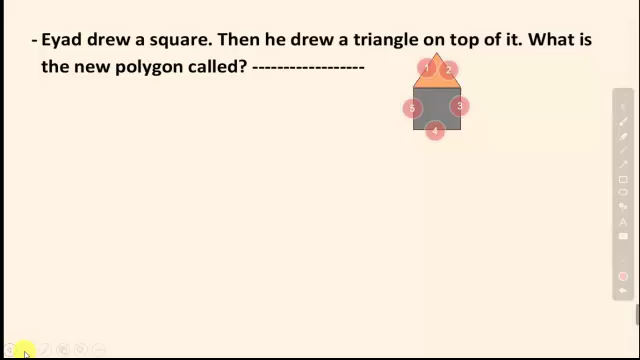 - Eyad drew a square. Then he drew a triangle on top of it. What is
the new polygon called? -----------------
1 2
5 3
4